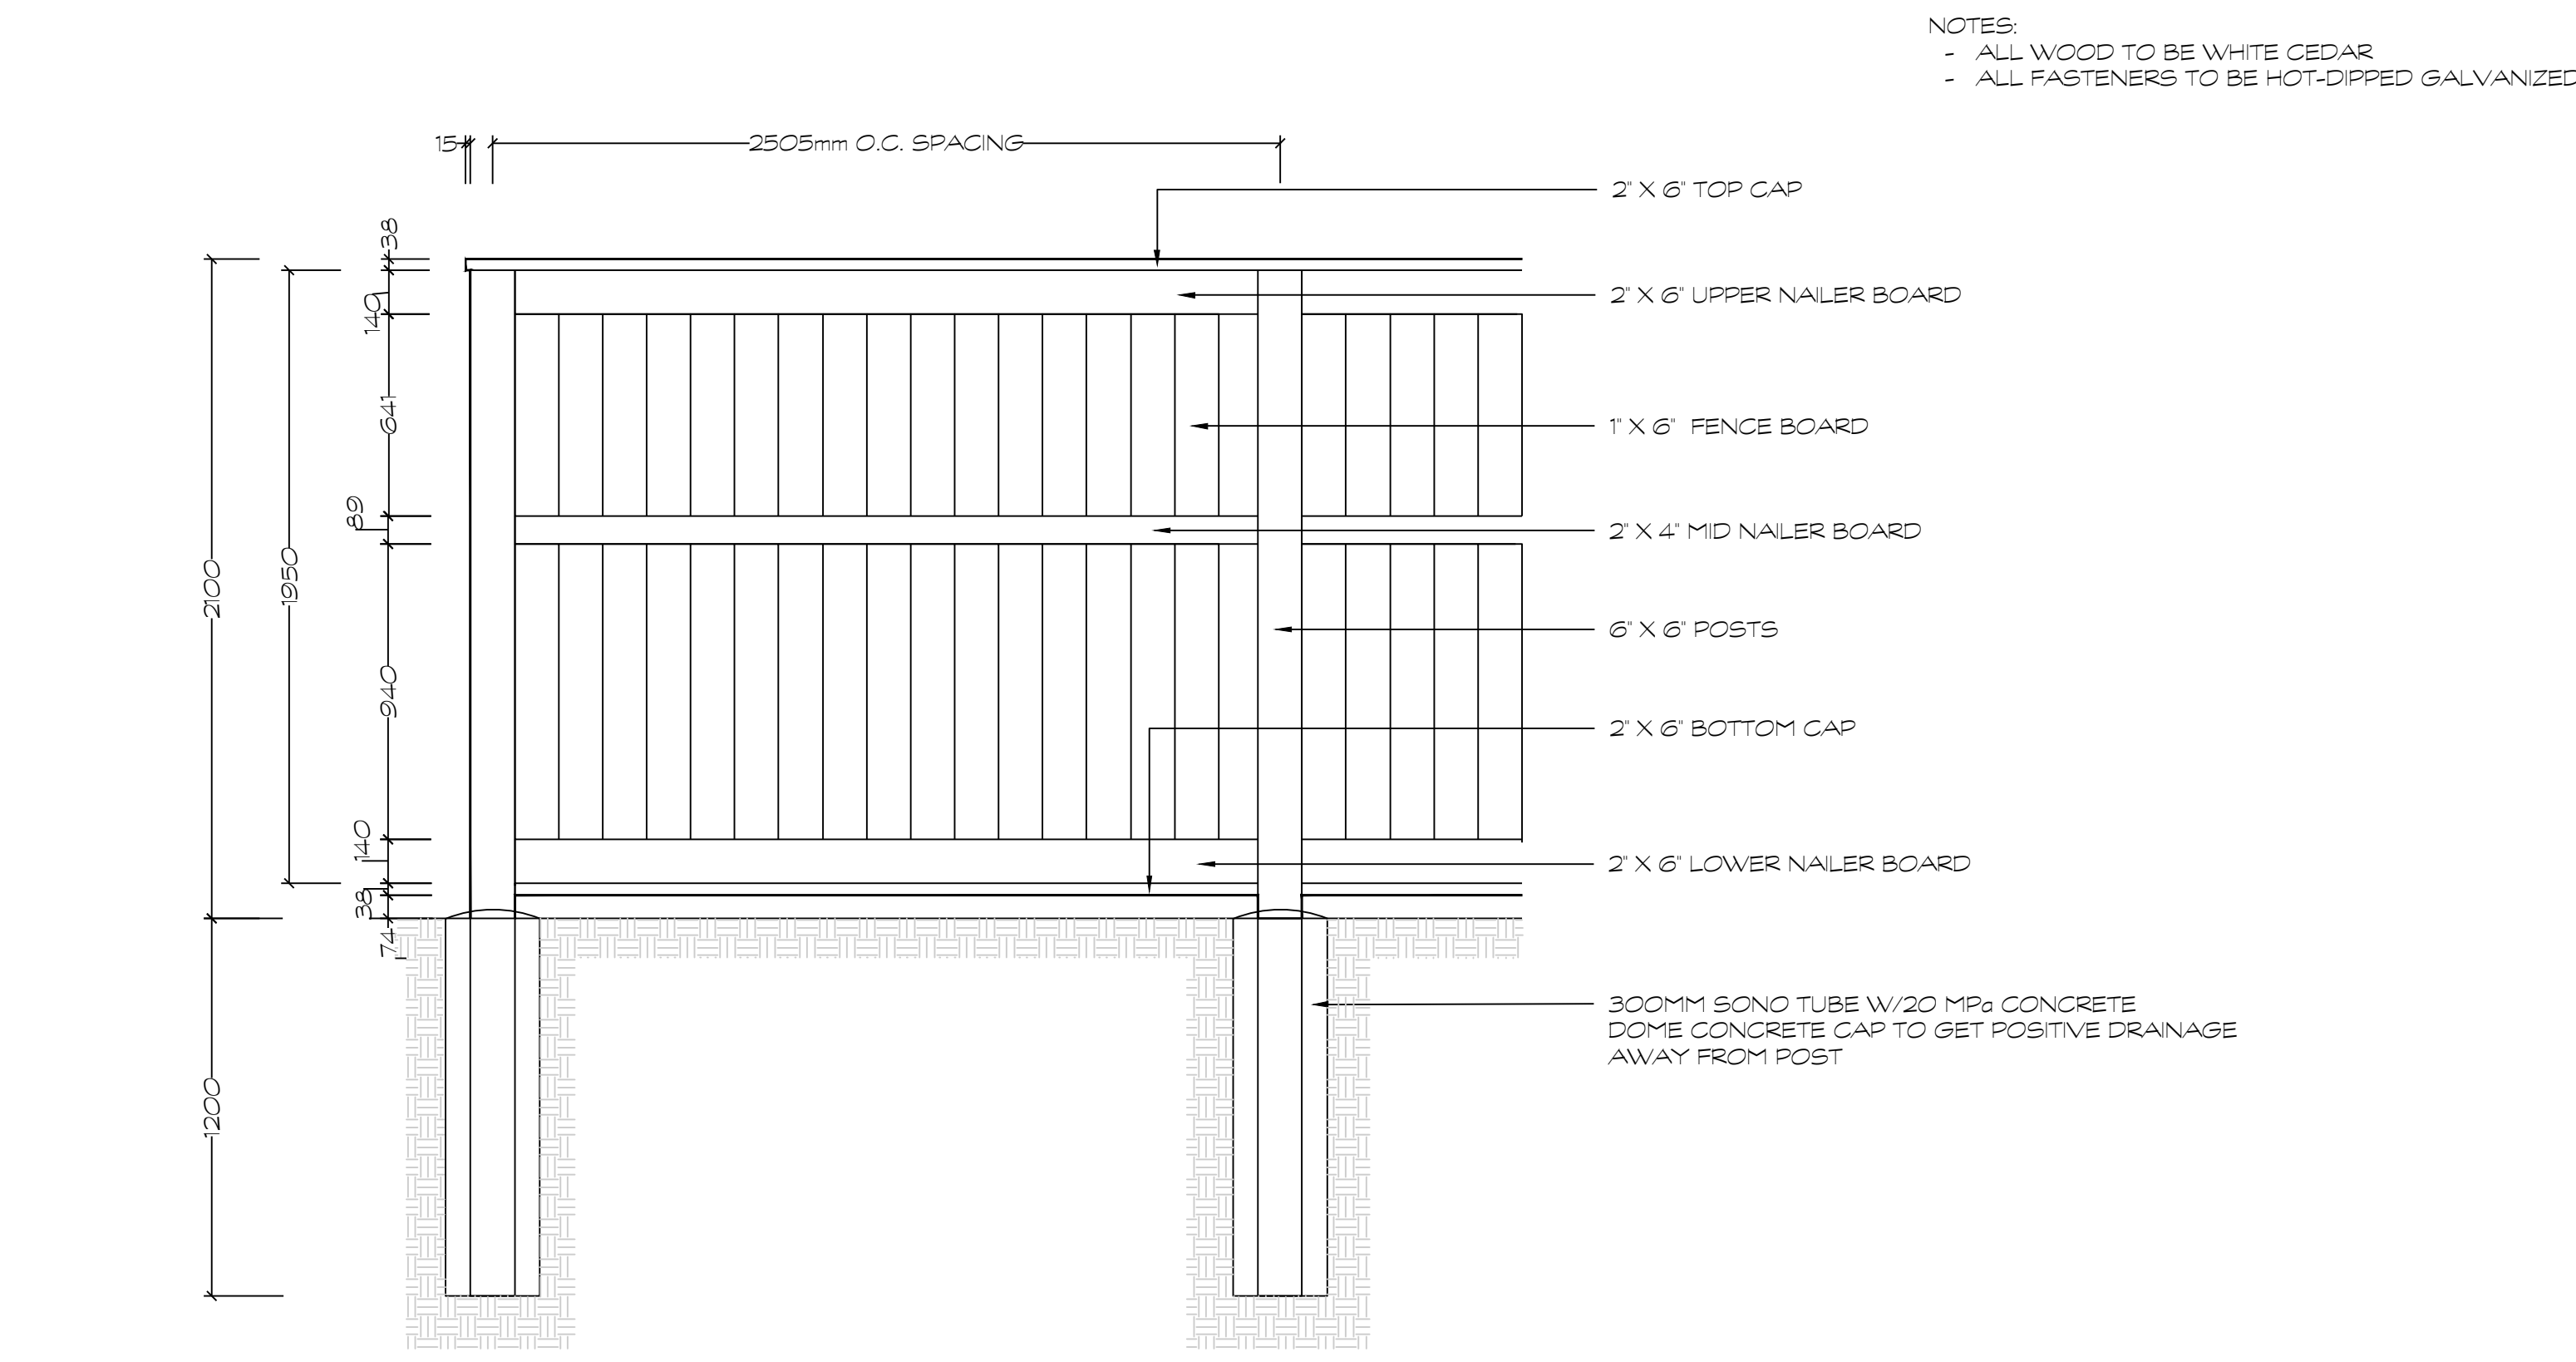 NOTES:
- ALL WOOD TO BE WHITE CEDAR
- ALL FASTENERS TO BE HOT-DIPPED GALVANIZED
15
2505mm O.C. SPACING
2" X 6" TOP CAP
38
2" X 6" UPPER NAILER BOARD
140
641
1" X 6" FENCE BOARD
89
2" X 4" MID NAILER BOARD
2100
1950
6" X 6" POSTS
940
2" X 6" BOTTOM CAP
140
2" X 6" LOWER NAILER BOARD
38
74
300MM SONO TUBE W/20 MPa CONCRETE
DOME CONCRETE CAP TO GET POSITIVE DRAINAGE
AWAY FROM POST
1200